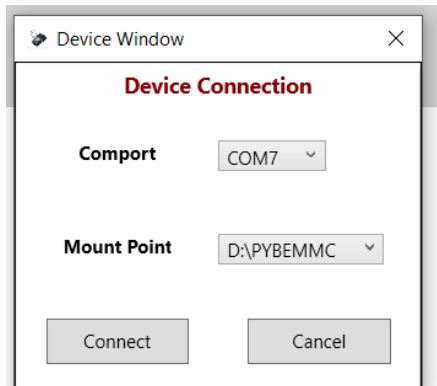 Device Window
Device Connection
Comport COM7
Mount Point D:\PYBEMMC
Connect Cancel